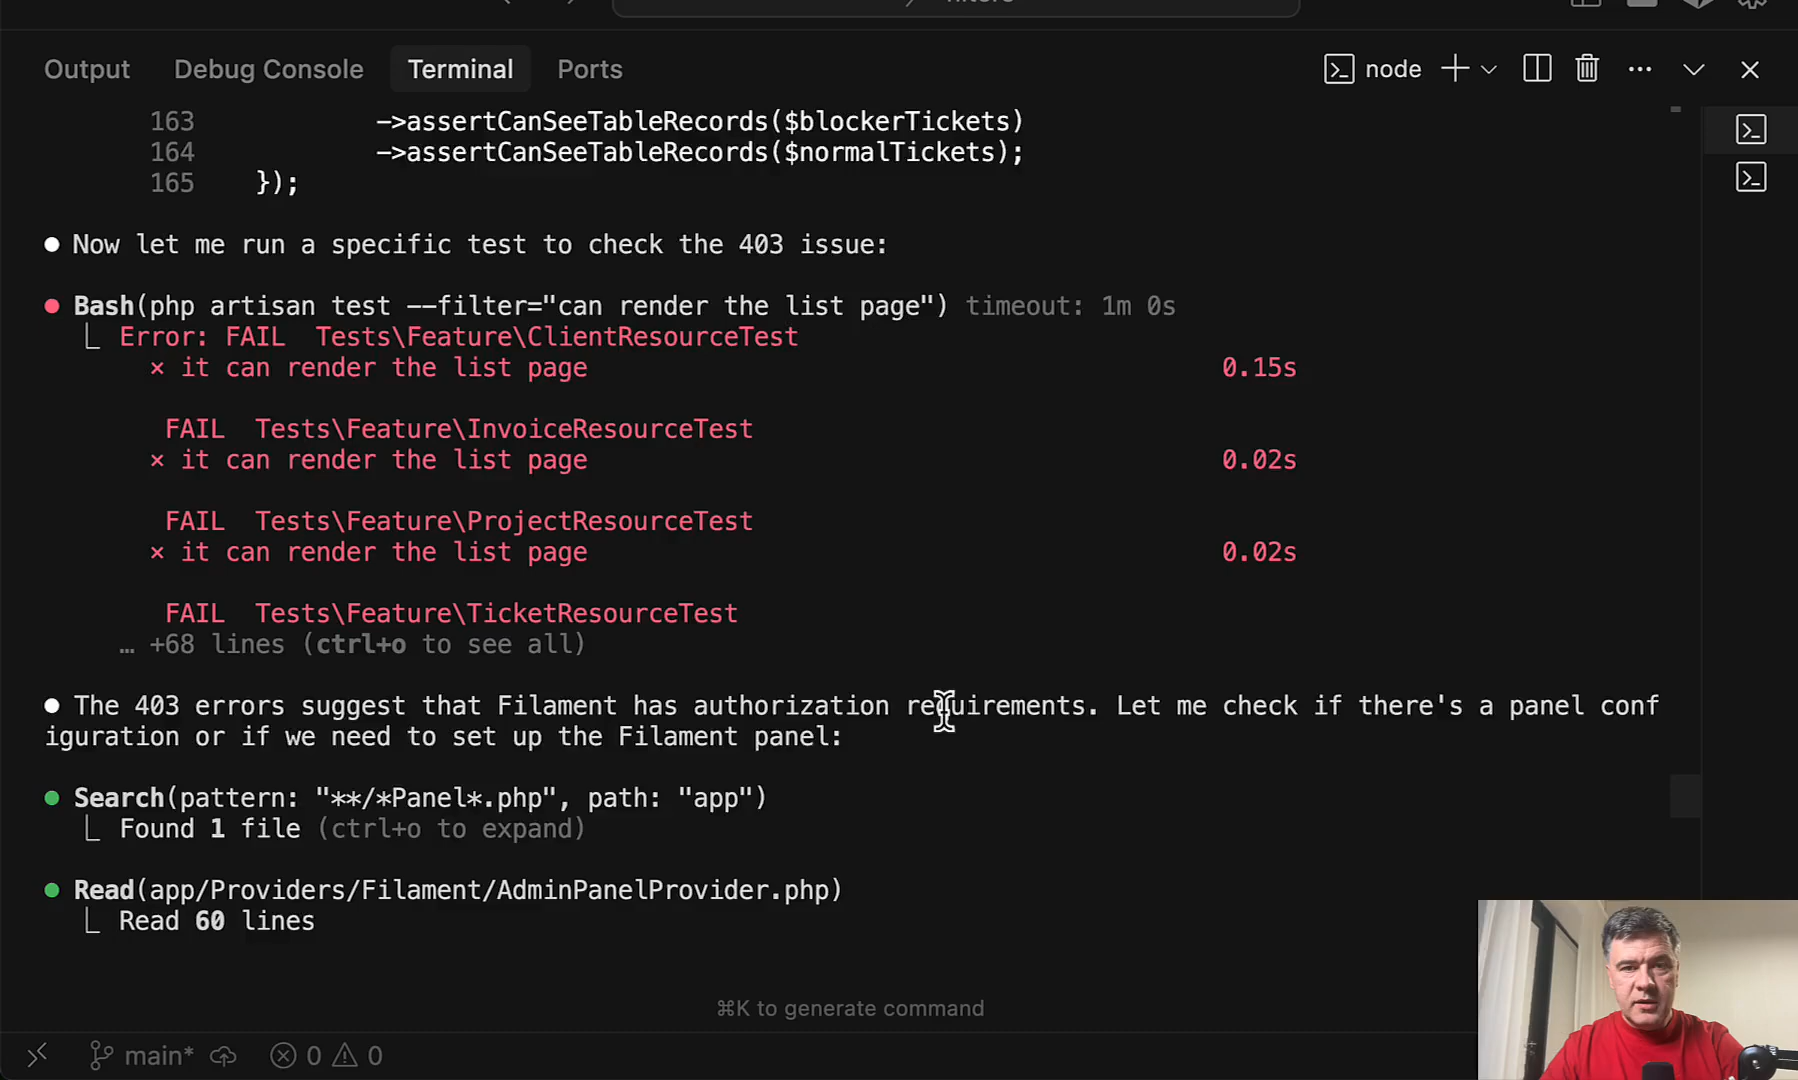 Output Debug Console Terminal Ports node
163 ->assertCanSeeTableRecords($blockerTickets)
164 ->assertCanSeeTableRecords($normalTickets);
165 });
Now let me run a specific test to check the 403 issue:
Bash(php artisan test --filter="can render the list page") timeout: 1m 0s
Error: FAIL Tests\Feature\ClientResourceTest
× it can render the list page 0.15s
FAIL Tests\Feature\InvoiceResourceTest
× it can render the list page 0.02s
FAIL Tests\Feature\ProjectResourceTest
× it can render the list page 0.02s
FAIL Tests\Feature\TicketResourceTest
… +68 lines (ctrl+o to see all)
The 403 errors suggest that Filament has authorization requirements. Let me check if there's a panel conf
iguration or if we need to set up the Filament panel:
Search(pattern: "**/*Panel*.php", path: "app")
Found 1 file (ctrl+o to expand)
Read(app/Providers/Filament/AdminPanelProvider.php)
Read 60 lines
⌘K to generate command
main* 0 0